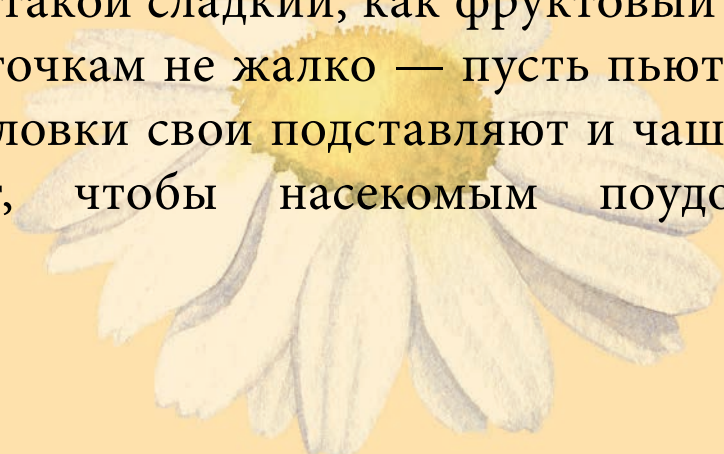 такой сладкий, как фруктовый
точкам не жалко — пусть пьют
ловки свои подставляют и чаш
, чтобы насекомым поудо